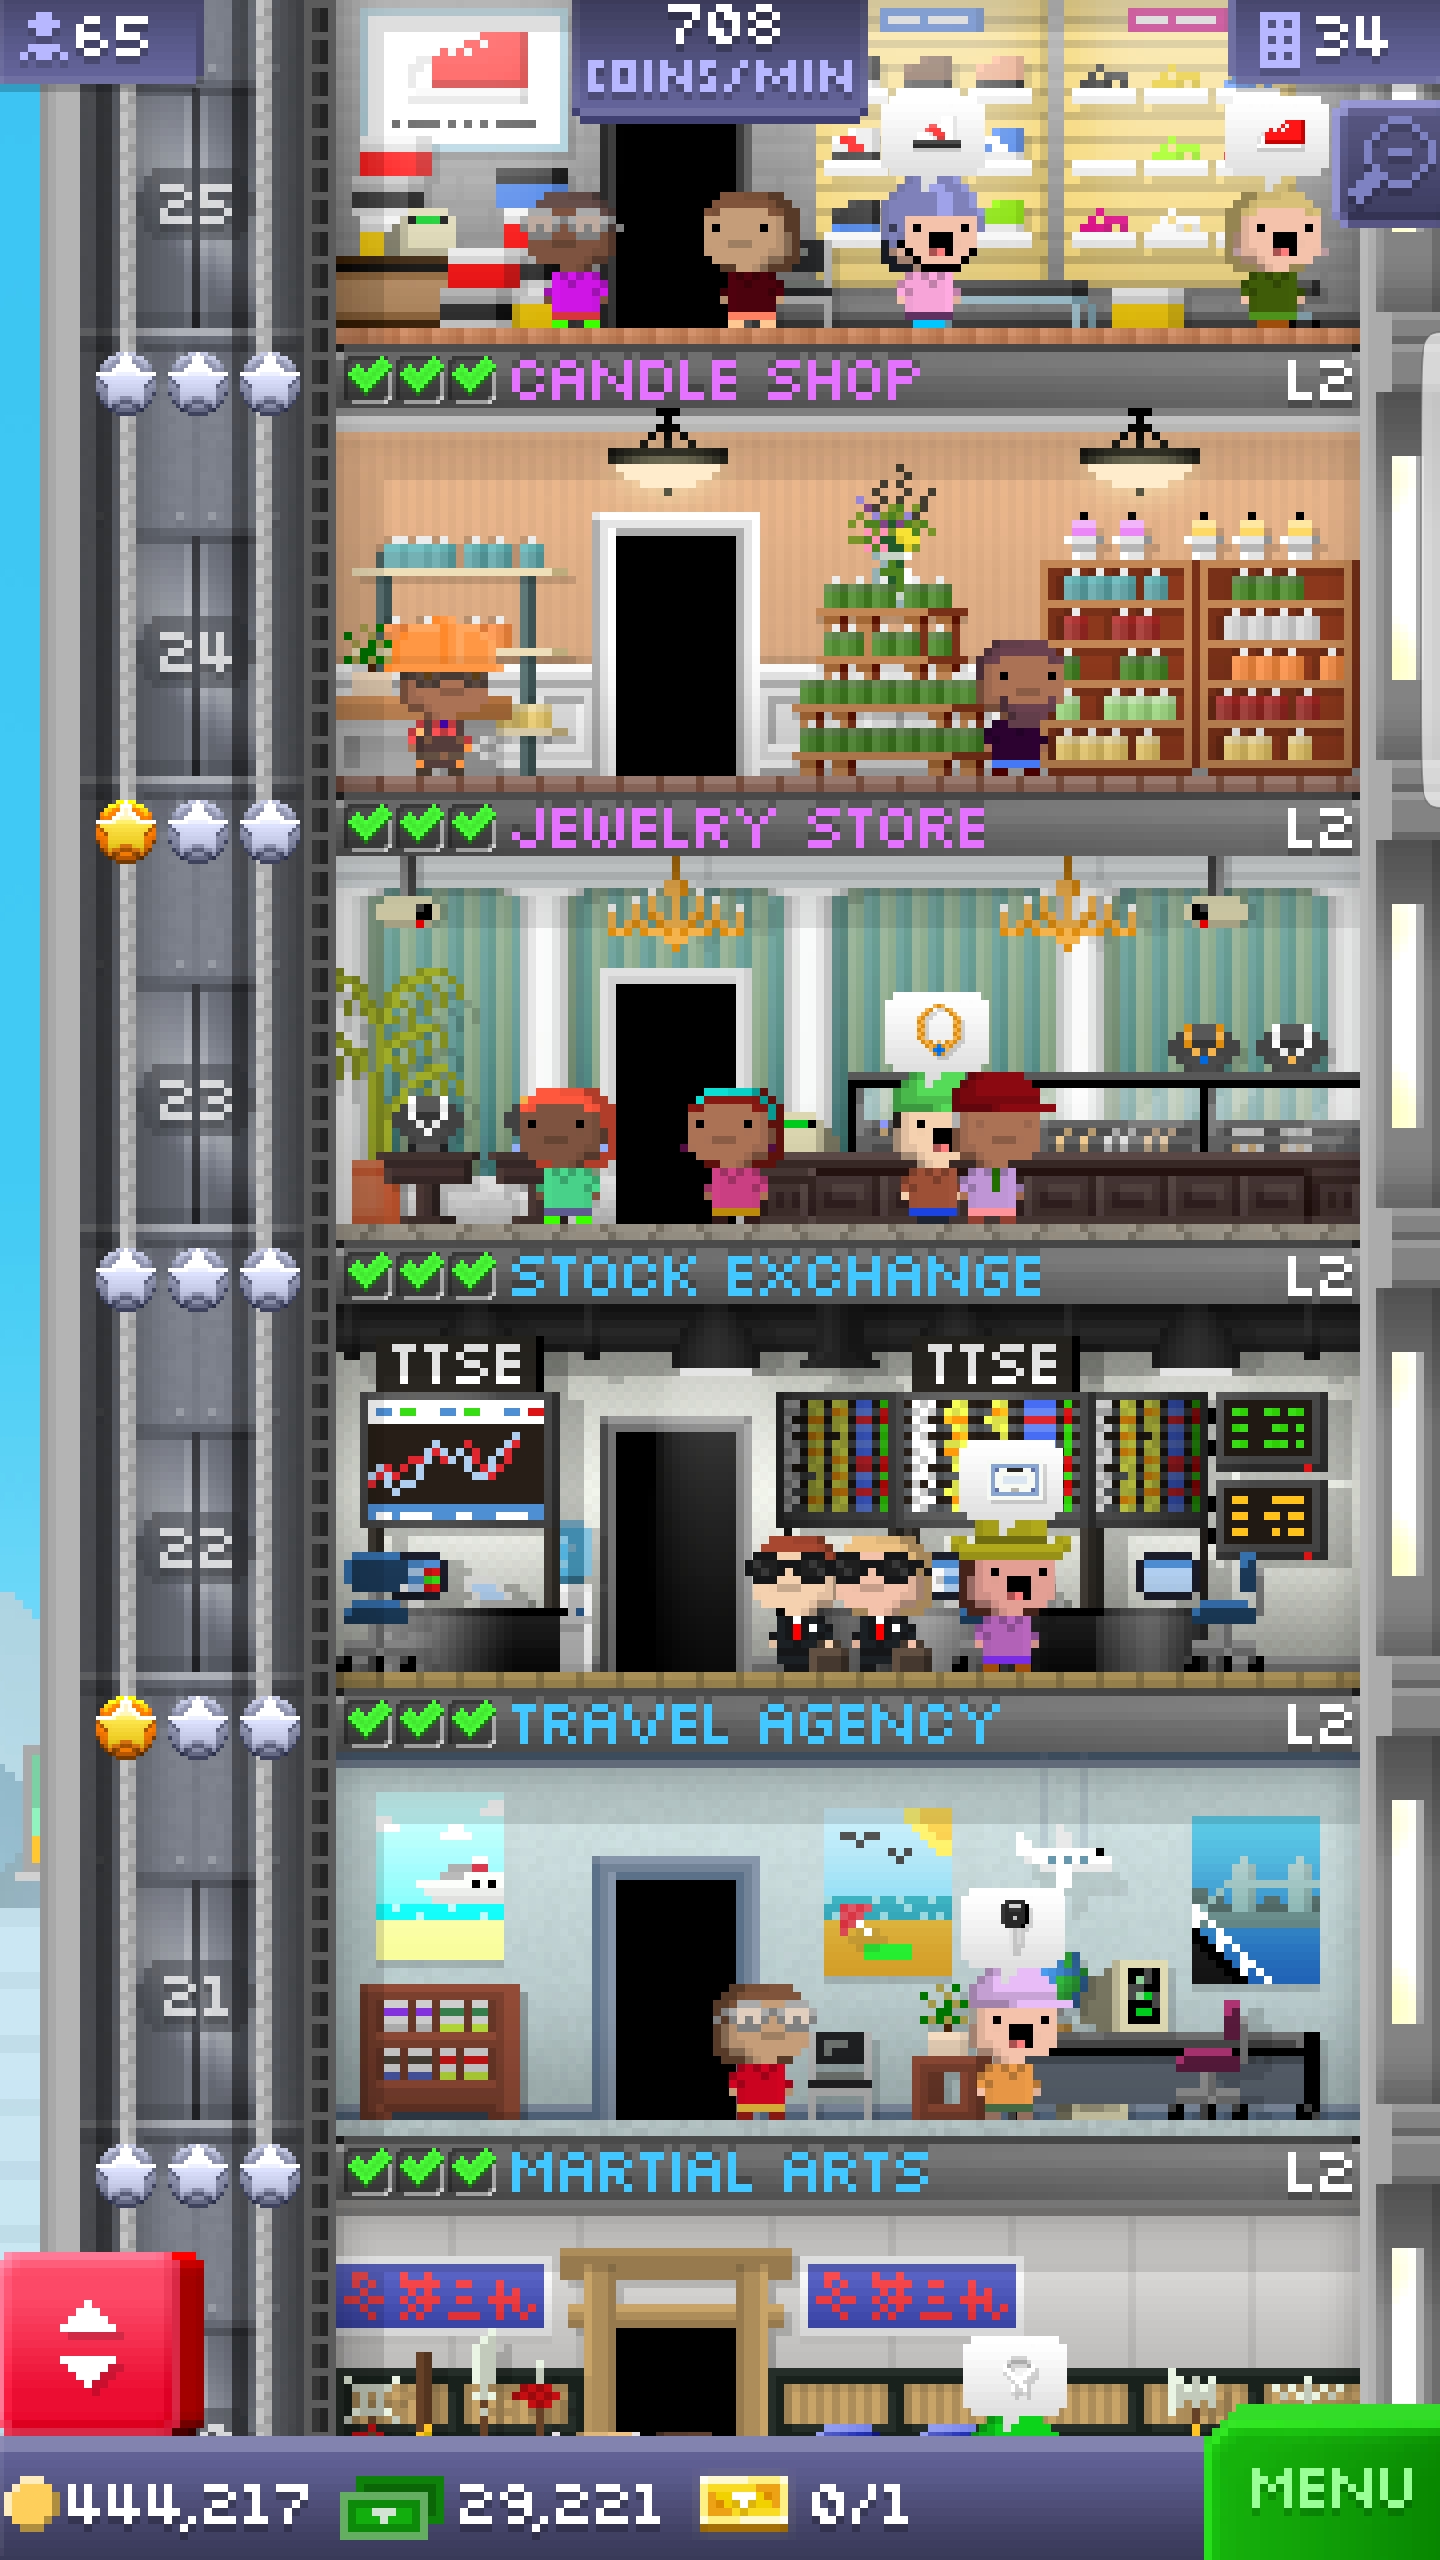 65
708
COINS/MIN
34
25
CANDLE SHOP L2
24
JEWELRY STORE L2
23
STOCK EXCHANGE L2
TTSE TTSE
22
TRAVEL AGENCY L2
21
MARTIAL ARTS L2
444,217 29,221 0/1
MENU